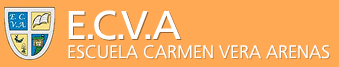 E.C.
V.A.
E.C.V.A
ESCUELA CARMEN VERA ARENAS